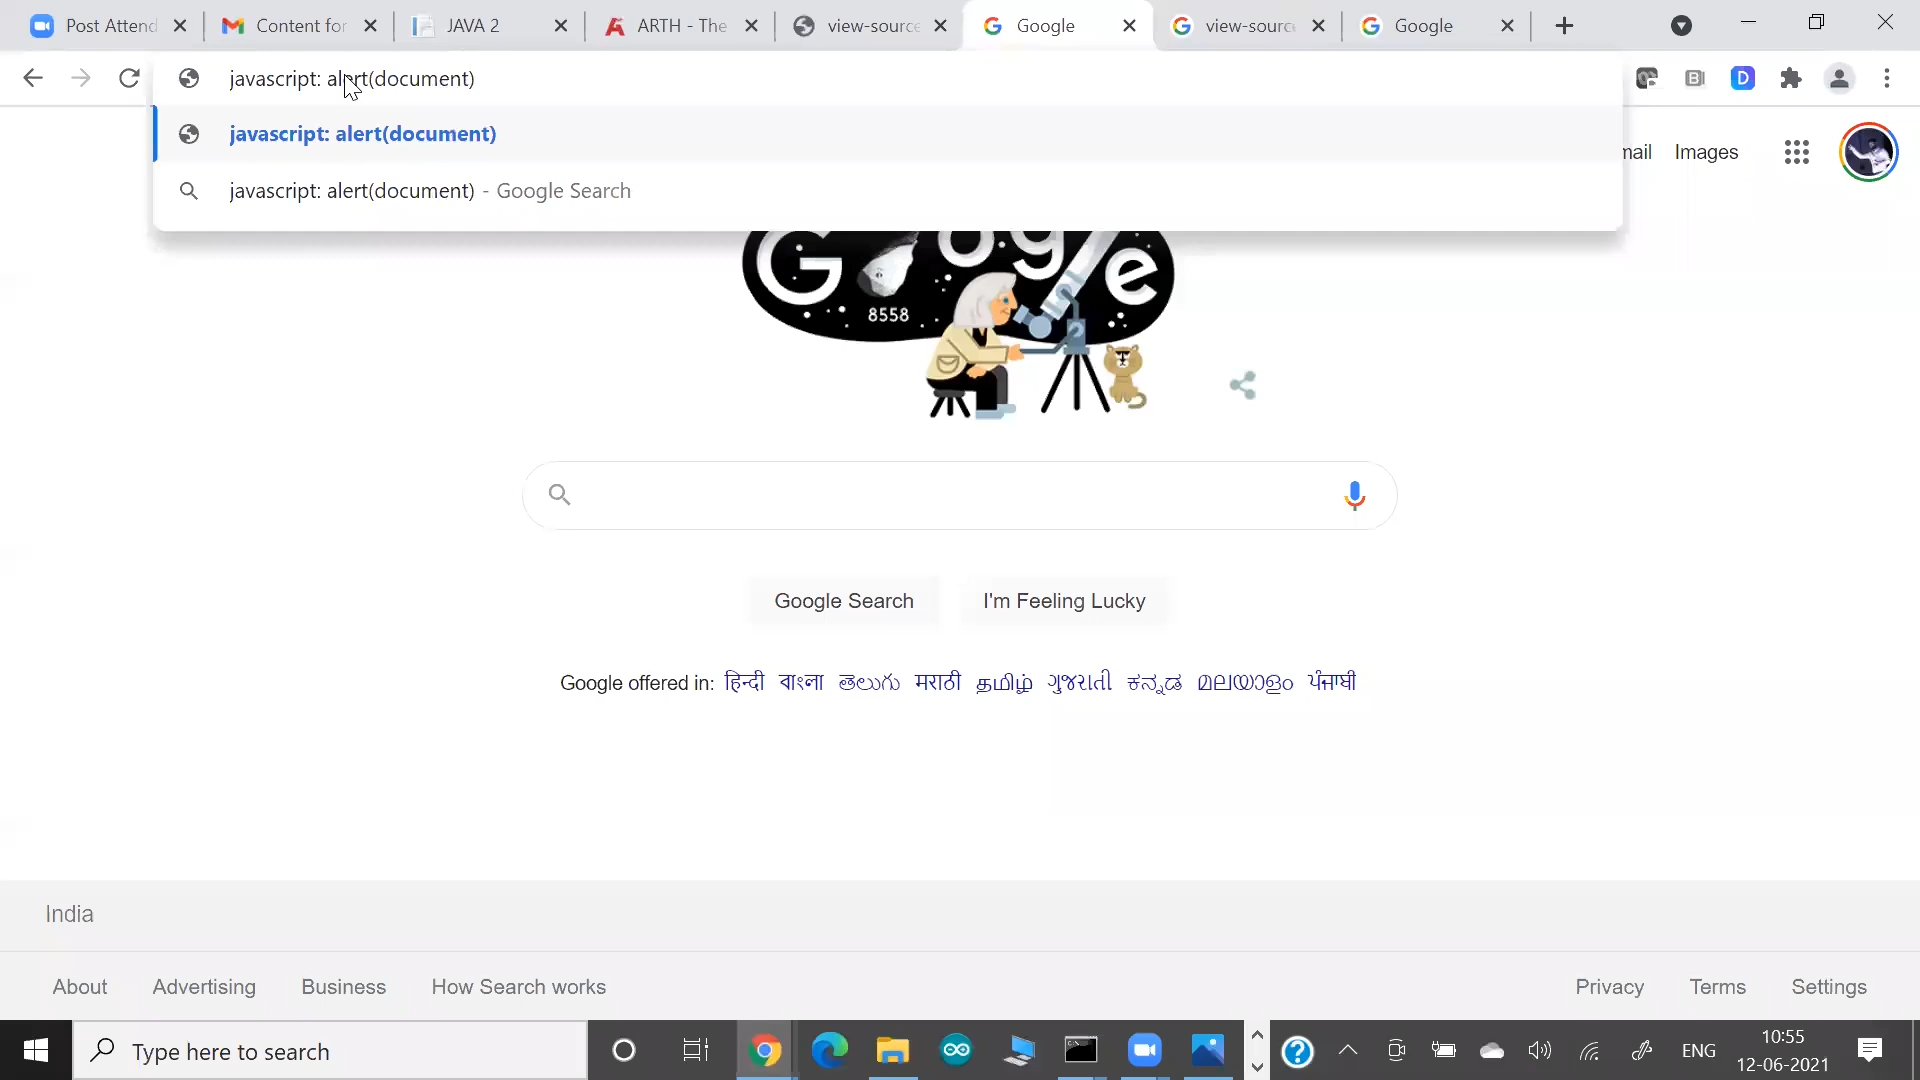 Post Attend
Content for
JAVA 2
ARTH - The
view-source
Google
view-source
Google
javascript: alert(document)
javascript: alert(document)
javascript: alert(document) - Google Search
mail Images
Google
8558
Google Search
I'm Feeling Lucky
Google offered in: हिन्दी বাংলা తెలుగు मराठी தமிழ் ગુજરાતી ಕನ್ನಡ മലയാളം ਪੰਜਾਬੀ
India
About Advertising Business How Search works
Privacy Terms Settings
Type here to search
ENG
10:55
12-06-2021